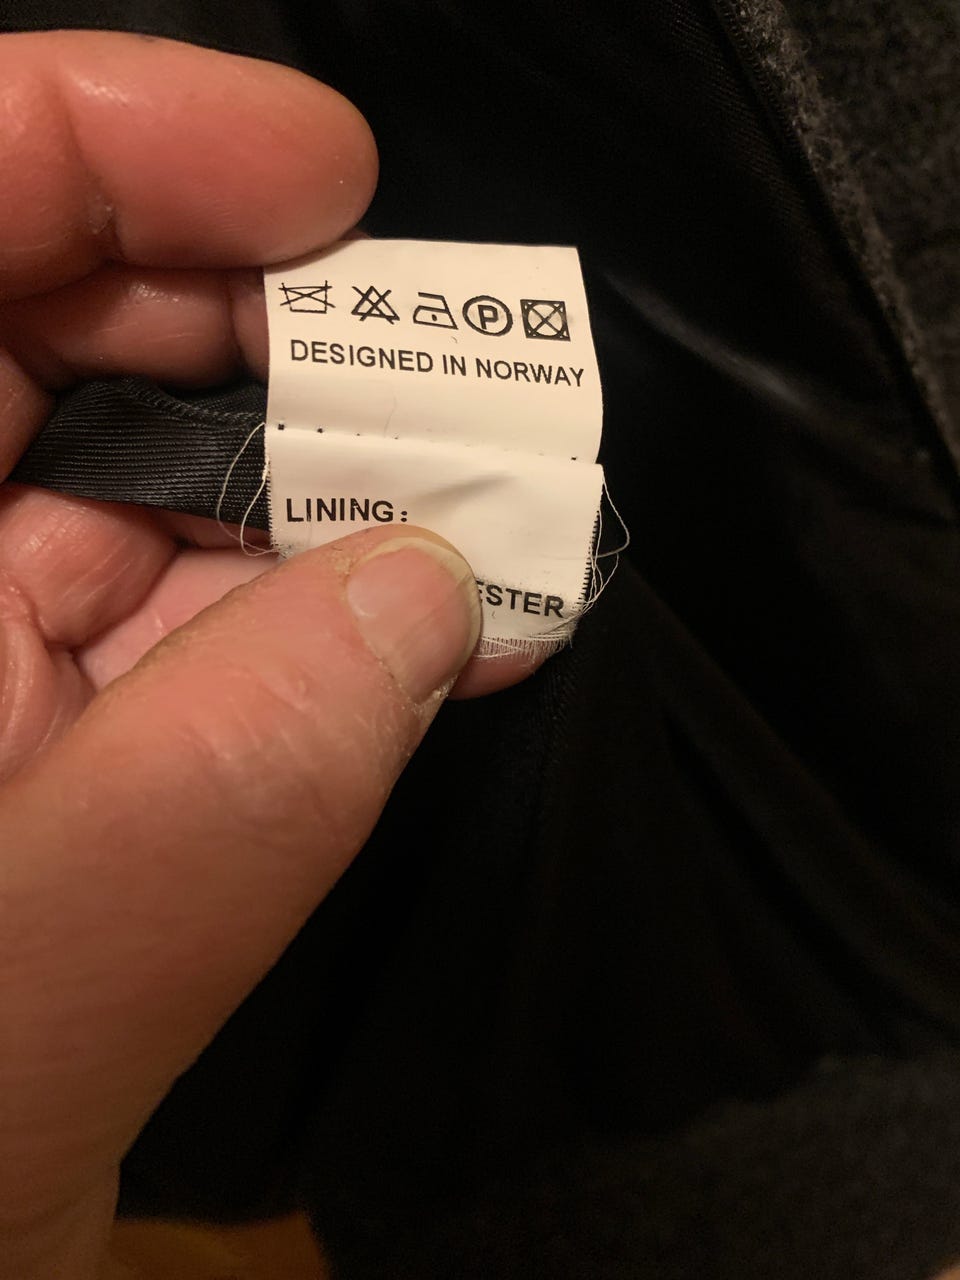 P
DESIGNED IN NORWAY
LINING:
ESTER